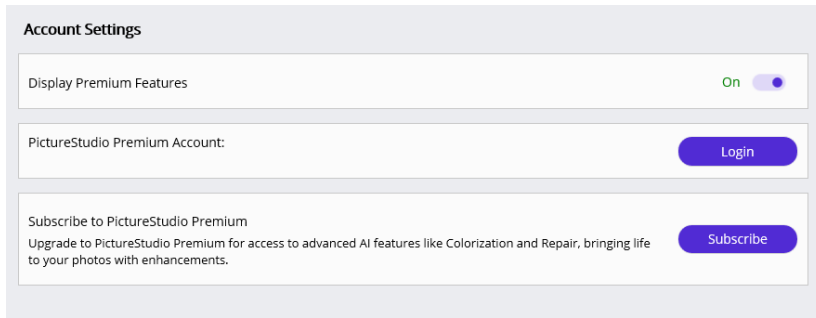 Account Settings
Display Premium Features
On
PictureStudio Premium Account:
Login
Subscribe to PictureStudio Premium
Upgrade to PictureStudio Premium for access to advanced AI features like Colorization and Repair, bringing life
to your photos with enhancements.
Subscribe